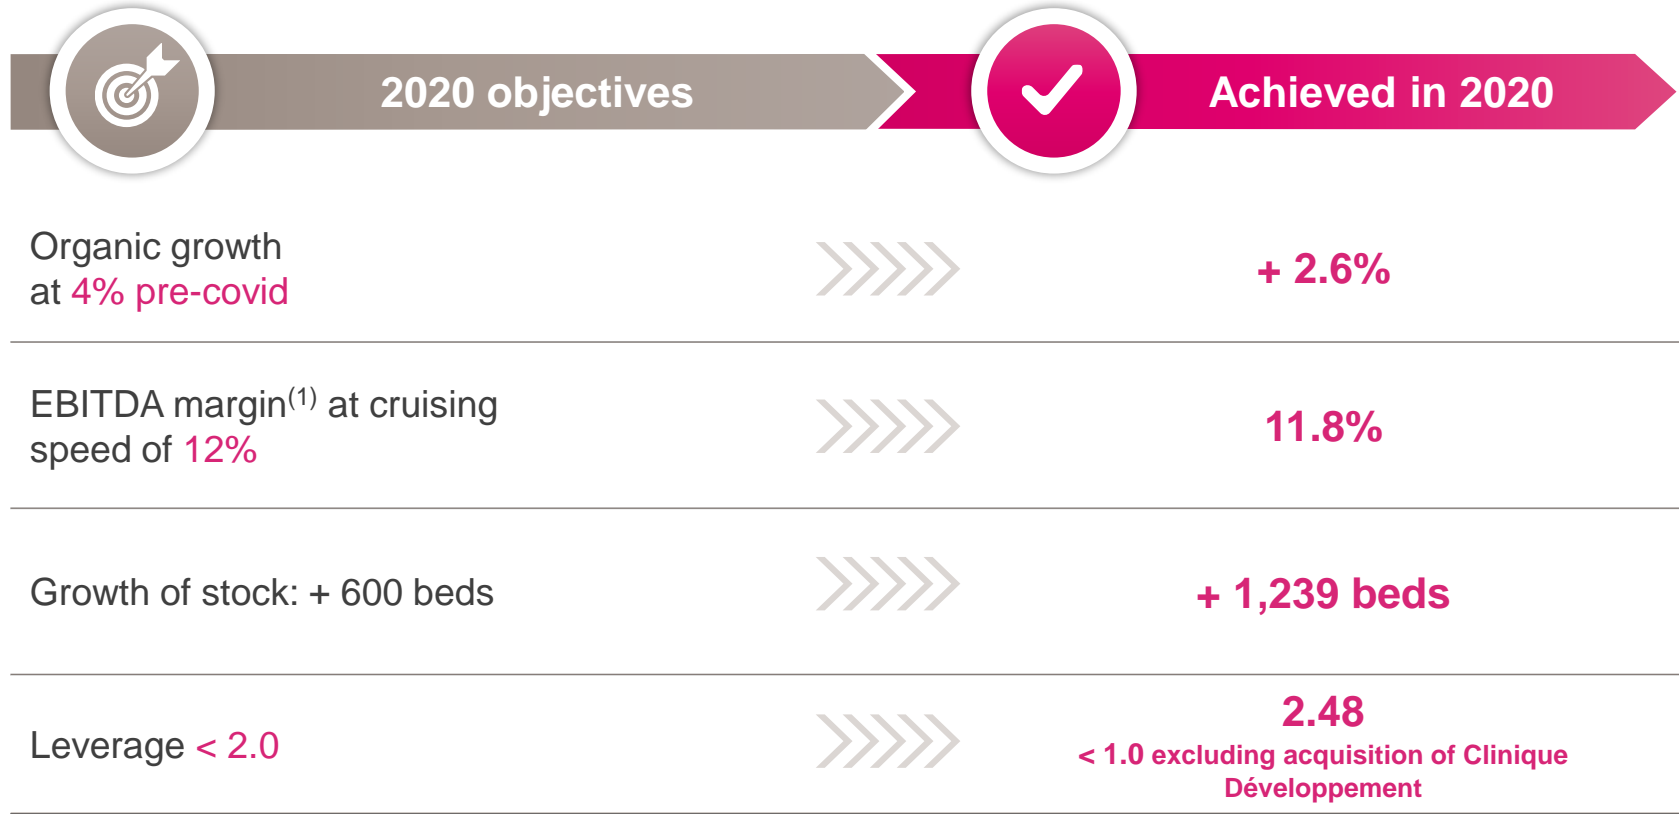 2020 objectives
Achieved in 2020
Organic growth
at 4% pre-covid
+ 2.6%
EBITDA margin(1) at cruising
speed of 12%
11.8%
Growth of stock: + 600 beds
+ 1,239 beds
Leverage < 2.0
2.48
< 1.0 excluding acquisition of Clinique
Développement